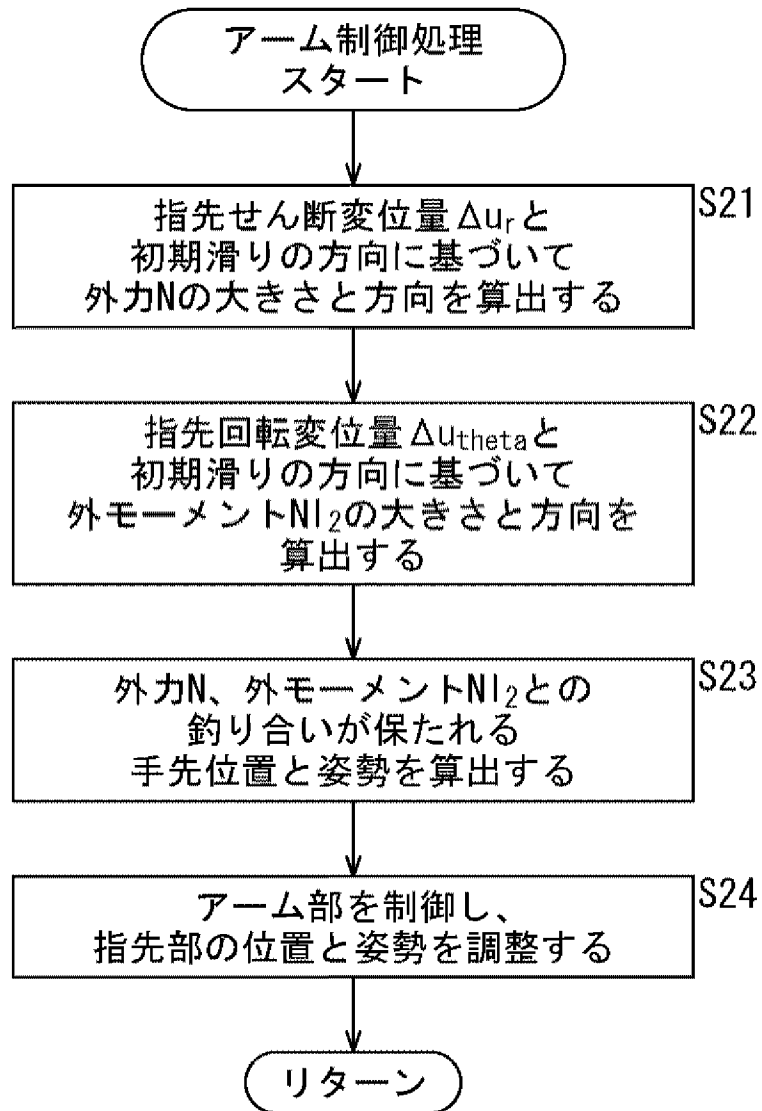 アーム制御処理
スタート
S21
指先せん断変位量Δurと
初期滑りの方向に基づいて
外力Nの大きさと方向を算出する
S22
指先回転変位量Δuthetaと
初期滑りの方向に基づいて
外モーメントNl2の大きさと方向を
算出する
S23
外力N、外モーメントNl2との
釣り合いが保たれる
手先位置と姿勢を算出する
S24
アーム部を制御し、
指先部の位置と姿勢を調整する
リターン